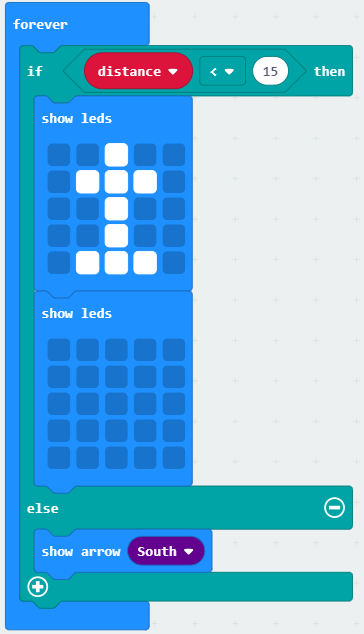 forever
if distance < 15 then
show leds
show leds
else
show arrow South